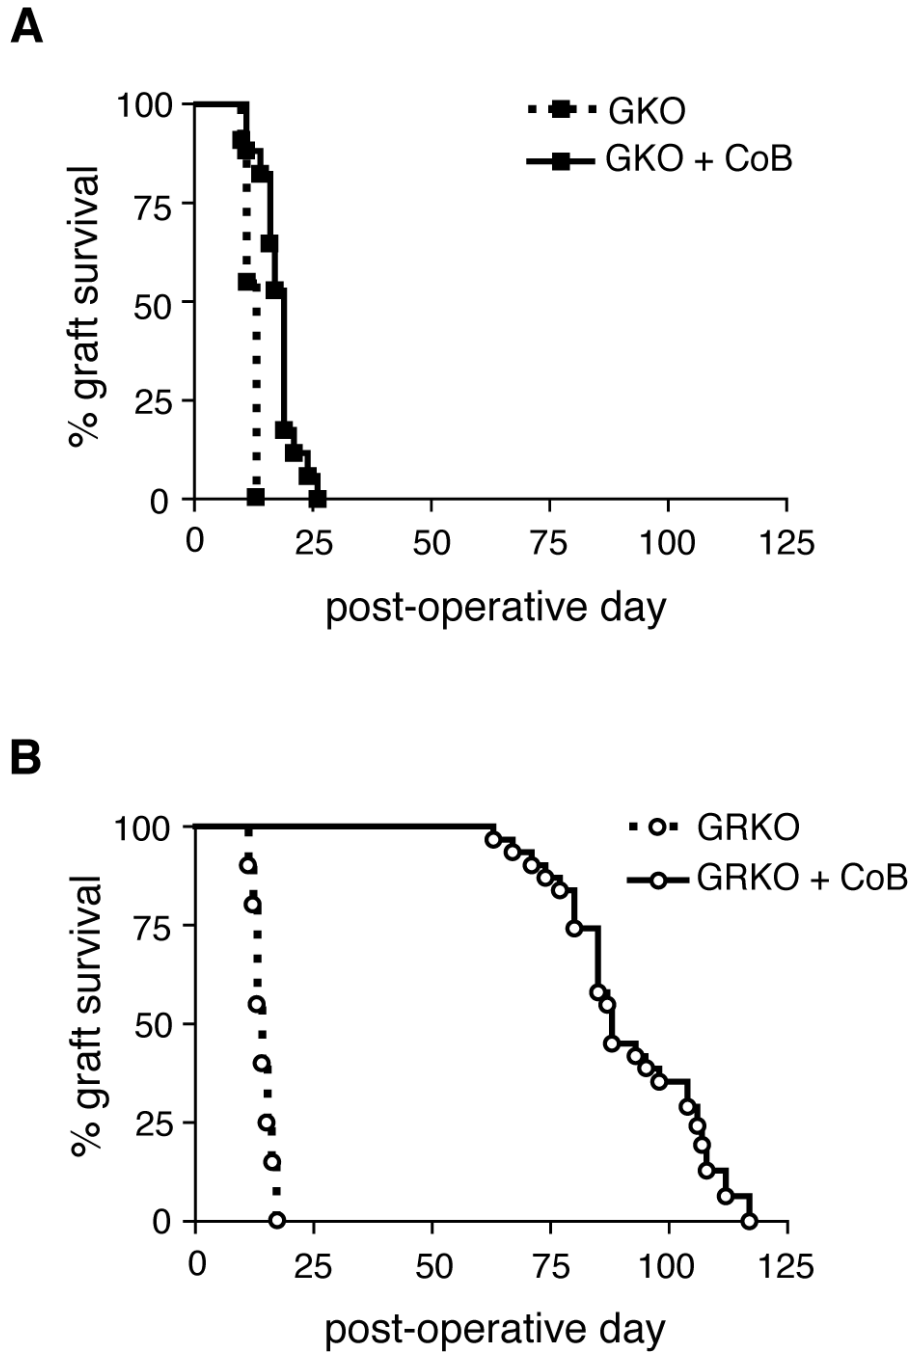 A
100
75
50
25
0
% graft survival
0 25 50 75 100 125
post-operative day
GKO
GKO + CoB
B
100
75
50
25
0
% graft survival
0 25 50 75 100 125
post-operative day
GRKO
GRKO + CoB